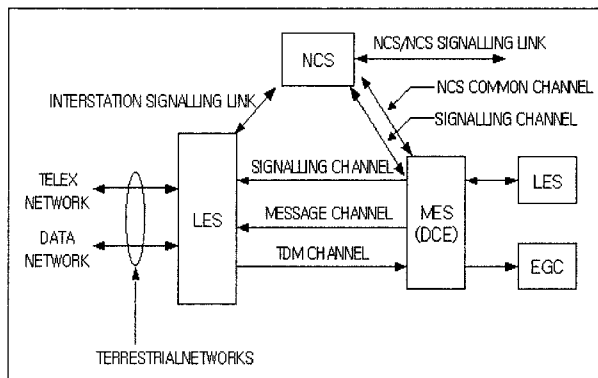 NCS/NCS SIGNALLING LINK
NCS
NCS COMMON CHANNEL
INTERSTATION SIGNALLING LINK
SIGNALLING CHANNEL
SIGNALLING CHANNEL
TELEX
NETWORK
LES
MESSAGE CHANNEL
MES
(DCE)
LES
DATA
NETWORK
TDM CHANNEL
EGC
TERRESTRIALNETWORKS